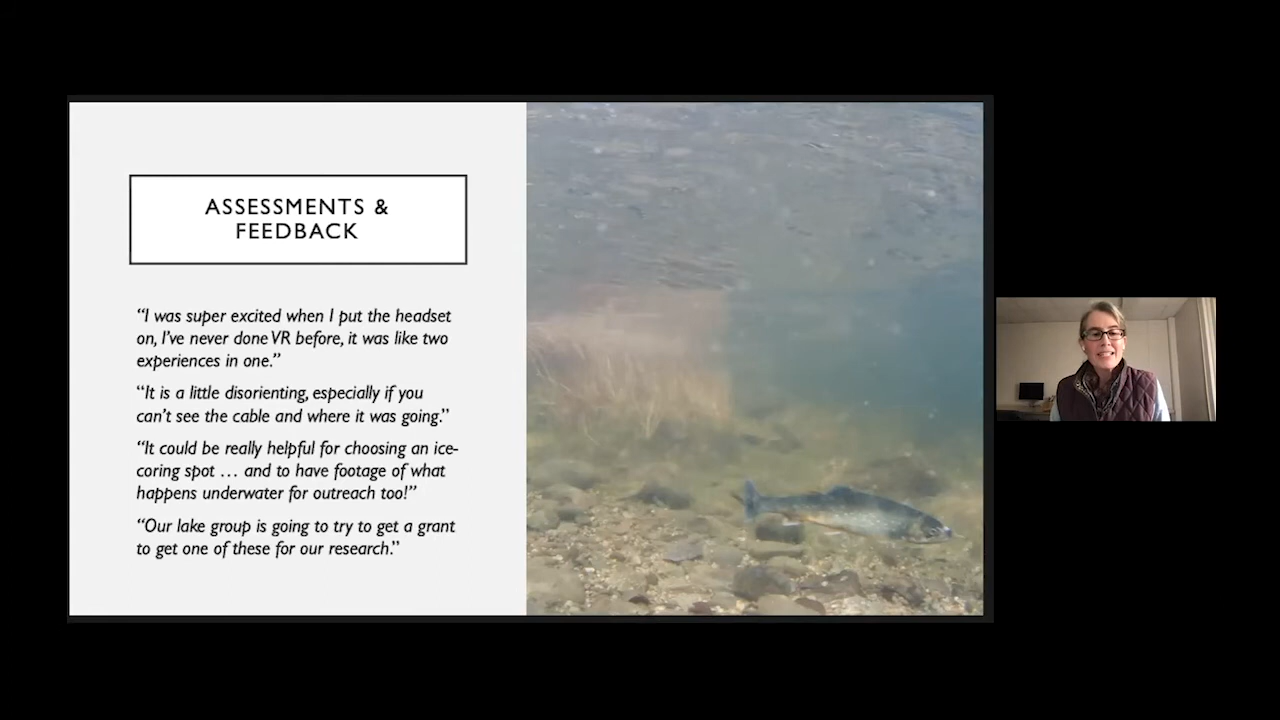 ASSESSMENTS &
FEEDBACK
“I was super excited when I put the headset
on, I’ve never done VR before, it was like two
experiences in one.”
“It is a little disorienting, especially if you
can’t see the cable and where it was going.”
“It could be really helpful for choosing an ice-
coring spot … and to have footage of what
happens underwater for outreach too!”
“Our lake group is going to try to get a grant
to get one of these for our research.”